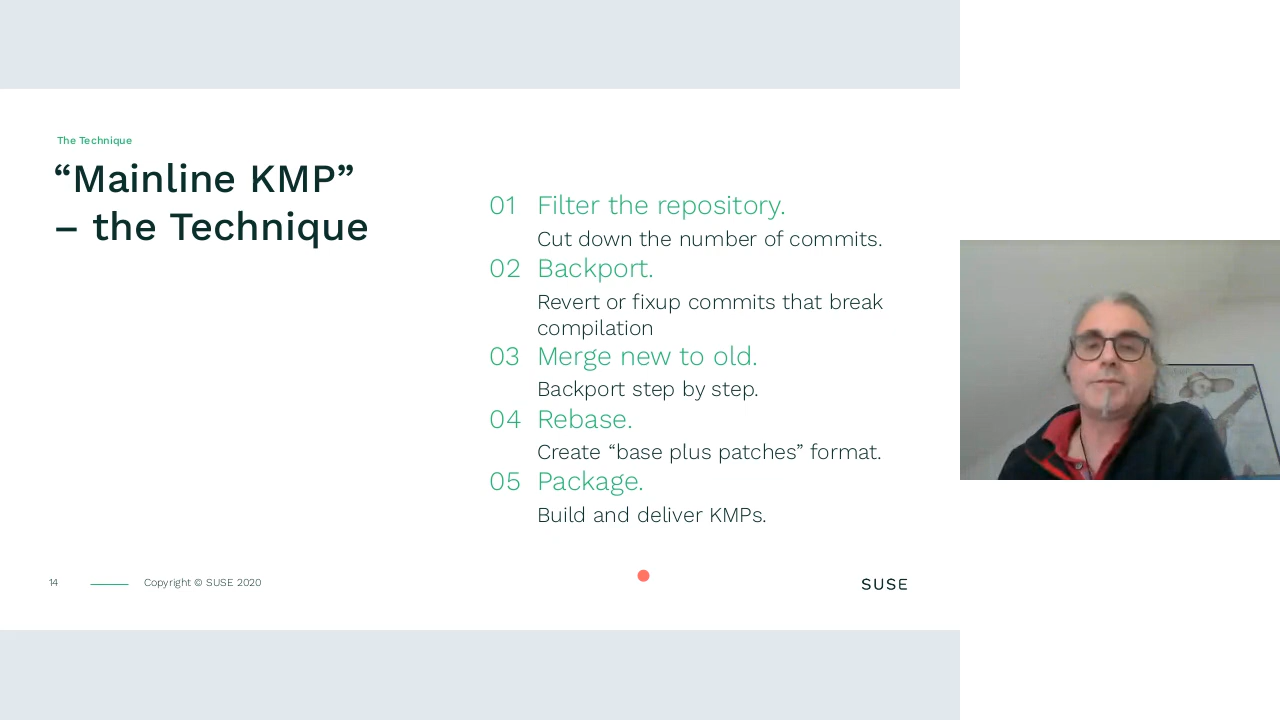 The Technique
“Mainline KMP”
– the Technique
01 Filter the repository.
Cut down the number of commits.
02 Backport.
Revert or fixup commits that break
compilation
03 Merge new to old.
Backport step by step.
04 Rebase.
Create “base plus patches” format.
05 Package.
Build and deliver KMPs.
14
Copyright © SUSE 2020
SUSE